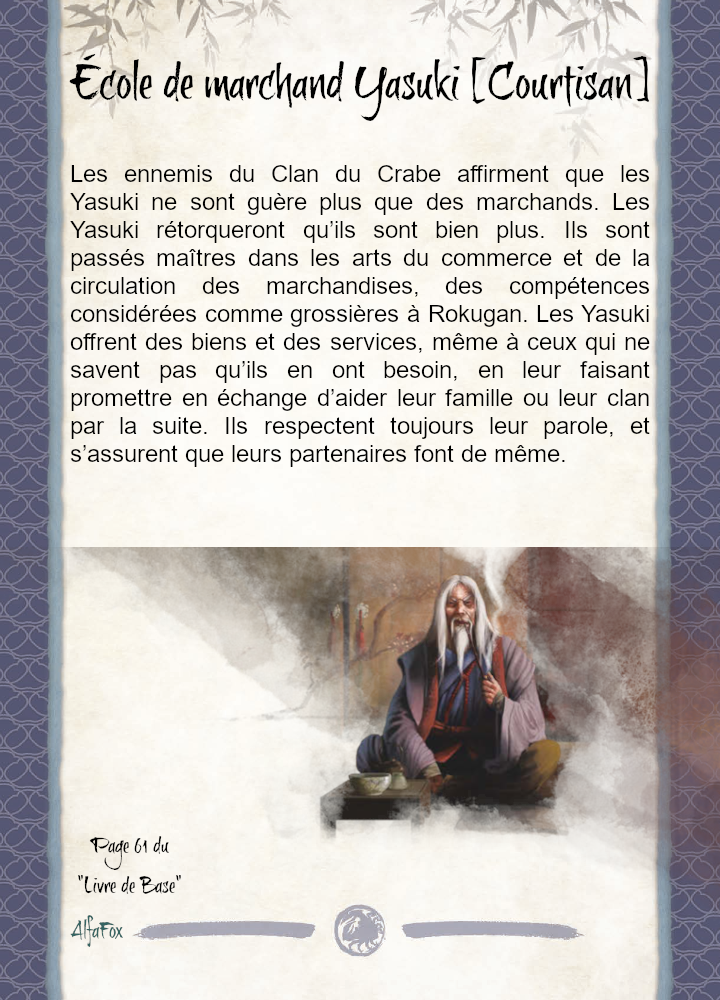 École de marchand Yasuki [Courtisan]
Les ennemis du Clan du Crabe affirment que les
Yasuki ne sont guère plus que des marchands. Les
Yasuki rétorqueront qu’ils sont bien plus. Ils sont
passés maîtres dans les arts du commerce et de la
circulation des marchandises, des compétences
considérées comme grossières à Rokugan. Les Yasuki
offrent des biens et des services, même à ceux qui ne
savent pas qu’ils en ont besoin, en leur faisant
promettre en échange d’aider leur famille ou leur clan
par la suite. Ils respectent toujours leur parole, et
s’assurent que leurs partenaires font de même.
Page 61 du
"Livre de Base"
AlfaFox